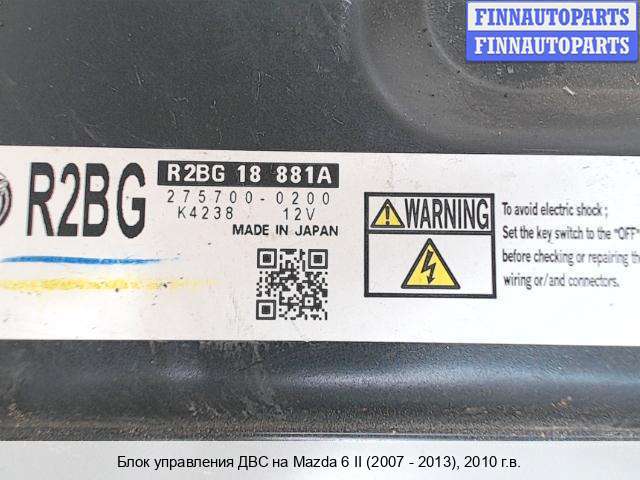 FINNAUTOPARTS
FINNAUTOPARTS
R2BG
R2BG 18 881A
275700-0200
K4238 12V
MADE IN JAPAN
WARNING
To avoid electric shock ;
Set the key switch to the "OFF"
before checking or repairing the
wiring or/and connectors.
Блок управления ДВС на Mazda 6 II (2007 - 2013), 2010 г.в.